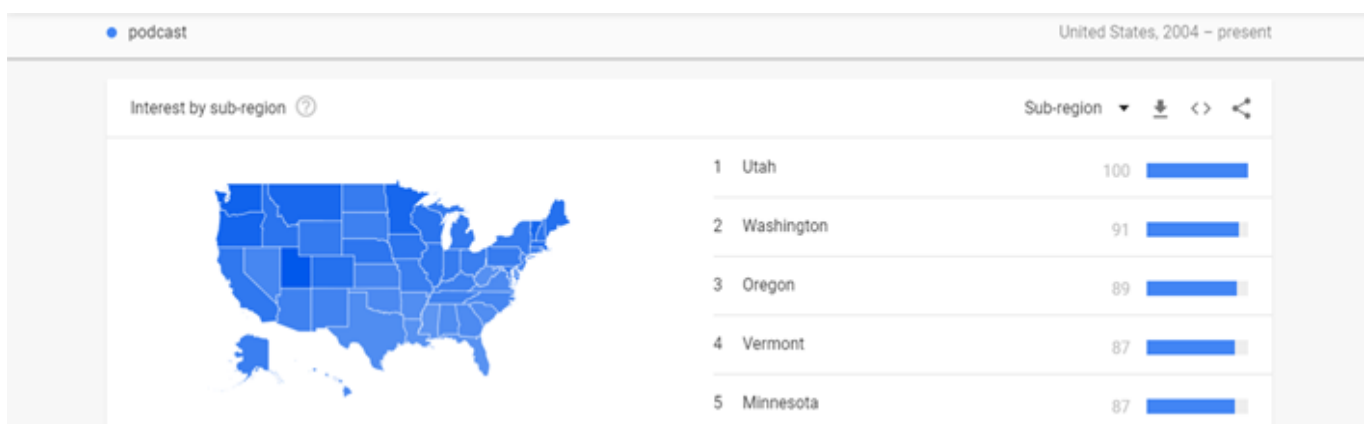 podcast
United States, 2004 – present
Interest by sub-region ?
Sub-region <>
1 Utah 100
2 Washington 91
3 Oregon 89
4 Vermont 87
5 Minnesota 87